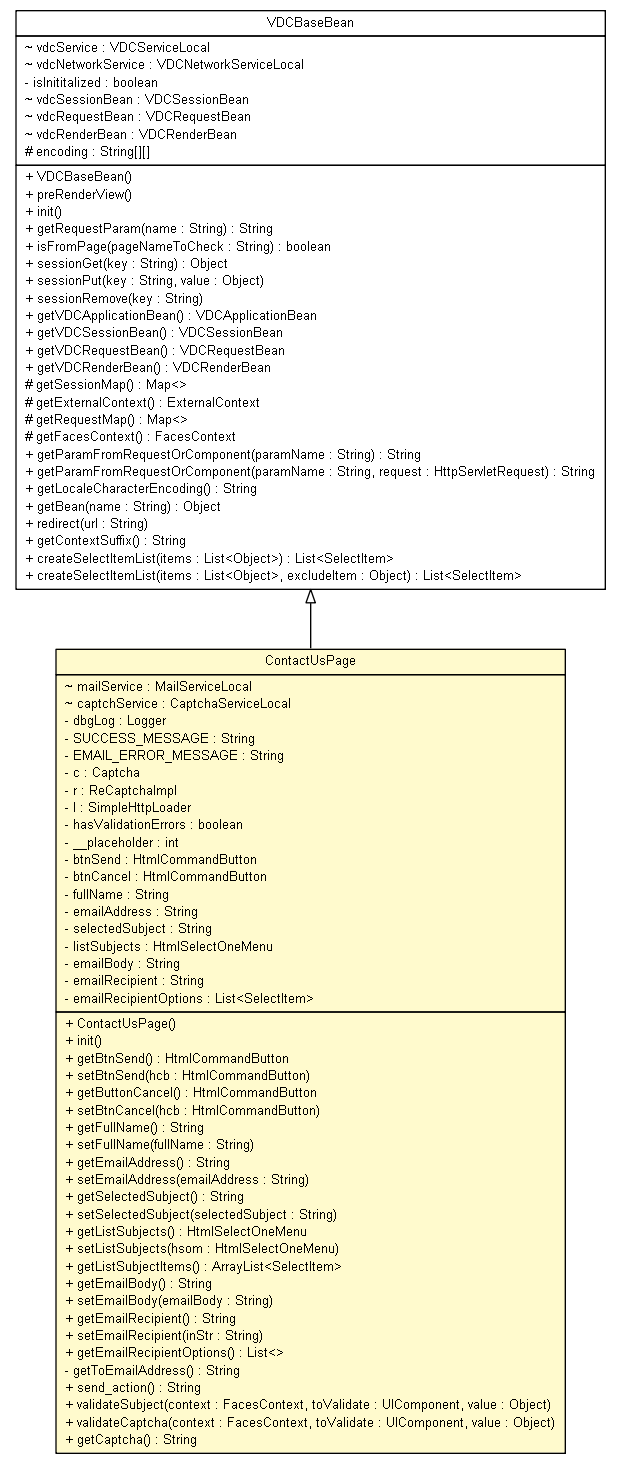 VDCBaseBean
~ vdcService : VDCServiceLocal
~ vdcNetworkService : VDCNetworkServiceLocal
- isInititalized : boolean
~ vdcSessionBean : VDCSessionBean
~ vdcRequestBean : VDCRequestBean
~ vdcRenderBean : VDCRenderBean
# encoding : String[][]
+ VDCBaseBean()
+ preRenderView()
+ init()
+ getRequestParam(name : String) : String
+ isFromPage(pageNameToCheck : String) : boolean
+ sessionGet(key : String) : Object
+ sessionPut(key : String, value : Object)
+ sessionRemove(key : String)
+ getVDCApplicationBean() : VDCApplicationBean
+ getVDCSessionBean() : VDCSessionBean
+ getVDCRequestBean() : VDCRequestBean
+ getVDCRenderBean() : VDCRenderBean
# getSessionMap() : Map<>
# getExternalContext() : ExternalContext
# getRequestMap() : Map<>
# getFacesContext() : FacesContext
+ getParamFromRequestOrComponent(paramName : String) : String
+ getParamFromRequestOrComponent(paramName : String, request : HttpServletRequest) : String
+ getLocaleCharacterEncoding() : String
+ getBean(name : String) : Object
+ redirect(url : String)
+ getContextSuffix() : String
+ createSelectItemList(items : List<Object>) : List<SelectItem>
+ createSelectItemList(items : List<Object>, excludeItem : Object) : List<SelectItem>
ContactUsPage
~ mailService : MailServiceLocal
~ captchService : CaptchaServiceLocal
- dbgLog : Logger
- SUCCESS_MESSAGE : String
- EMAIL_ERROR_MESSAGE : String
- c : Captcha
- r : ReCaptchaImpl
- l : SimpleHttpLoader
- hasValidationErrors : boolean
- __placeholder : int
- btnSend : HtmlCommandButton
- btnCancel : HtmlCommandButton
- fullName : String
- emailAddress : String
- selectedSubject : String
- listSubjects : HtmlSelectOneMenu
- emailBody : String
- emailRecipient : String
- emailRecipientOptions : List<SelectItem>
+ ContactUsPage()
+ init()
+ getBtnSend() : HtmlCommandButton
+ setBtnSend(hcb : HtmlCommandButton)
+ getButtonCancel() : HtmlCommandButton
+ setBtnCancel(hcb : HtmlCommandButton)
+ getFullName() : String
+ setFullName(fullName : String)
+ getEmailAddress() : String
+ setEmailAddress(emailAddress : String)
+ getSelectedSubject() : String
+ setSelectedSubject(selectedSubject : String)
+ getListSubjects() : HtmlSelectOneMenu
+ setListSubjects(hsom : HtmlSelectOneMenu)
+ getListSubjectItems() : ArrayList<SelectItem>
+ getEmailBody() : String
+ setEmailBody(emailBody : String)
+ getEmailRecipient() : String
+ setEmailRecipient(inStr : String)
+ getEmailRecipientOptions() : List<>
- getToEmailAddress() : String
+ send_action() : String
+ validateSubject(context : FacesContext, toValidate : UIComponent, value : Object)
+ validateCaptcha(context : FacesContext, toValidate : UIComponent, value : Object)
+ getCaptcha() : String